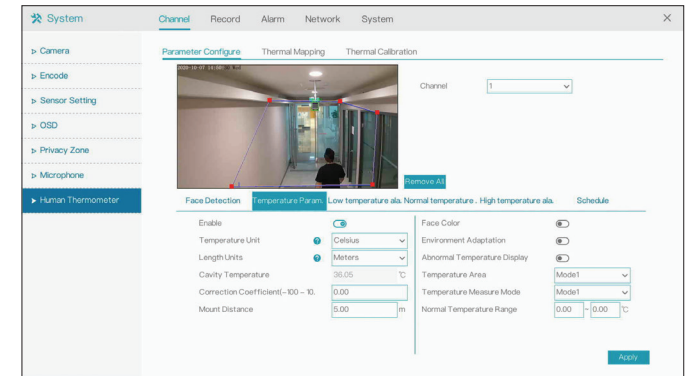 System
Channel Record Alarm Network System
Camera
Encode
Sensor Setting
OSD
Privacy Zone
Microphone
Human Thermometer
Parameter Configure Thermal Mapping Thermal Calibration
Channel 1
Remove All
Face Detection Temperature Param. Low temperature ala. Normal temperature . High temperature ala. Schedule
Enable
Temperature Unit Celsius
Length Units Meters
Cavity Temperature 36.05 °C
Correction Coefficient(-100 - 10. 0.00
Mount Distance 5.00 m
Face Color
Environment Adaptation
Abnormal Temperature Display
Temperature Area Mode1
Temperature Measure Mode Mode1
Normal Temperature Range 0.00 - 0.00 °C
Apply